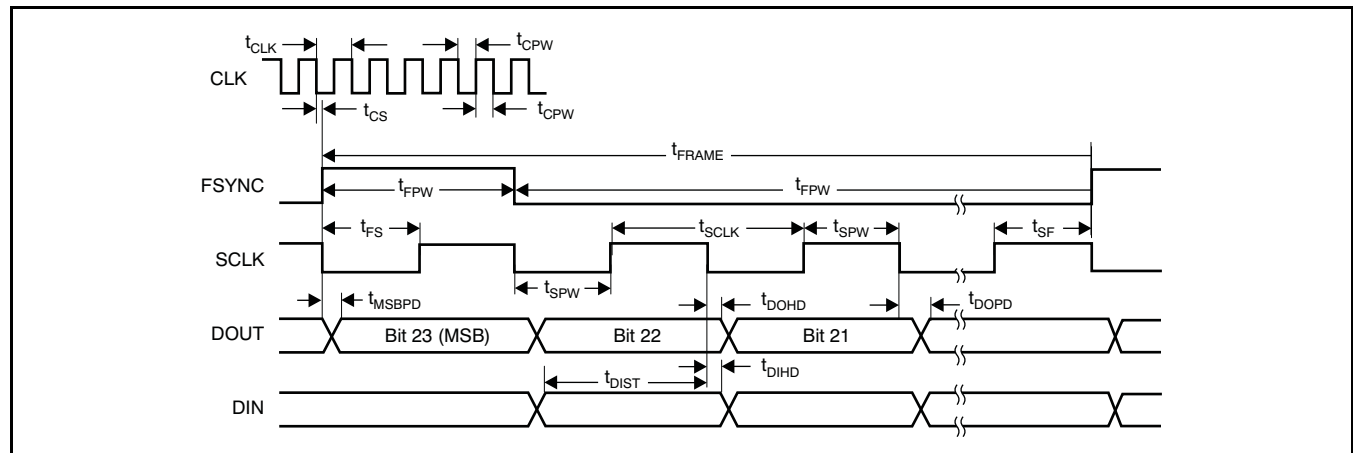 tCLK
tCPW
CLK
tCS
tCPW
tFRAME
FSYNC
tFPW
tFPW
tFS
tSCLK
tSPW
tSF
SCLK
tSPW
tMSBPD
tDOHD
tDOPD
DOUT
Bit 23 (MSB)
Bit 22
Bit 21
tDIST
tDIHD
DIN